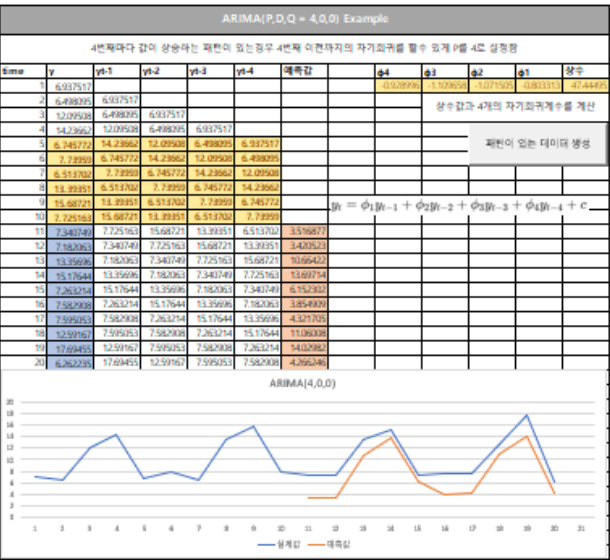 ARIMA(P,D,Q = 4,0,0) Example
4번째마다 값이 상승하는 패턴이 있는경우 4번째 이전까지의 자기회귀를 할수 있게 P를 4로 설정함
time y yt-1 yt-2 yt-3 yt-4 예측값 ϕ4 ϕ3 ϕ2 ϕ1 상수
1 6.937517 -0.928996 -1.109658 -1.071505 -0.803313 47.44495
2 6.498095 6.937517 상수값과 4개의 자기회귀계수를 계산
3 12.09508 6.498095 6.937517
4 14.23662 12.09508 6.498095 6.937517
5 6.745772 14.23662 12.09508 6.498095 6.937517 패턴이 있는 데이터 생성
6 7.73959 6.745772 14.23662 12.09508 6.498095
7 6.513702 7.73959 6.745772 14.23662 12.09508
8 13.39351 6.513702 7.73959 6.745772 14.23662
9 15.68721 13.39351 6.513702 7.73959 6.745772 yt = ϕ1yt−1 + ϕ2yt−2 + ϕ3yt−3 + ϕ4yt−4 + c
10 7.725163 15.68721 13.39351 6.513702 7.73959
11 7.340749 7.725163 15.68721 13.39351 6.513702 3.516877
12 7.182063 7.340749 7.725163 15.68721 13.39351 3.420523
13 13.35696 7.182063 7.340749 7.725163 15.68721 10.66422
14 15.17644 13.35696 7.182063 7.340749 7.725163 13.69714
15 7.263214 15.17644 13.35696 7.182063 7.340749 6.152302
16 7.582908 7.263214 15.17644 13.35696 7.182063 3.854909
17 7.595053 7.582908 7.263214 15.17644 13.35696 4.321705
18 12.59167 7.595053 7.582908 7.263214 15.17644 11.06008
19 17.69455 12.59167 7.595053 7.582908 7.263214 14.02982
20 6.262235 17.69455 12.59167 7.595053 7.582908 4.266246
ARIMA(4,0,0)
20
18
16
14
12
10
8
6
4
2
0
1 2 3 4 5 6 7 8 9 10 11 12 13 14 15 16 17 18 19 20 21
실제값 예측값